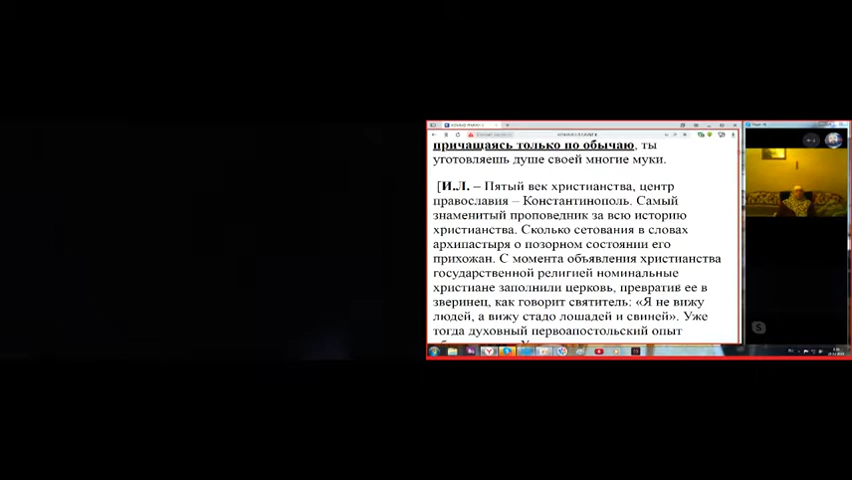 причащаясь только по обычаю, ты
уготовляешь душе своей многие муки.
[И.Л. – Пятый век христианства, центр
православия – Константинополь. Самый
знаменитый проповедник за всю историю
христианства. Сколько сетования в словах
архипастыря о позорном состоянии его
прихожан. С момента объявления христианства
государственной религией номинальные
христиане заполнили церковь, превратив ее в
зверинец, как говорит святитель: «Я не вижу
людей, а вижу стадо лошадей и свиней». Уже
тогда духовный первоапостольский опыт